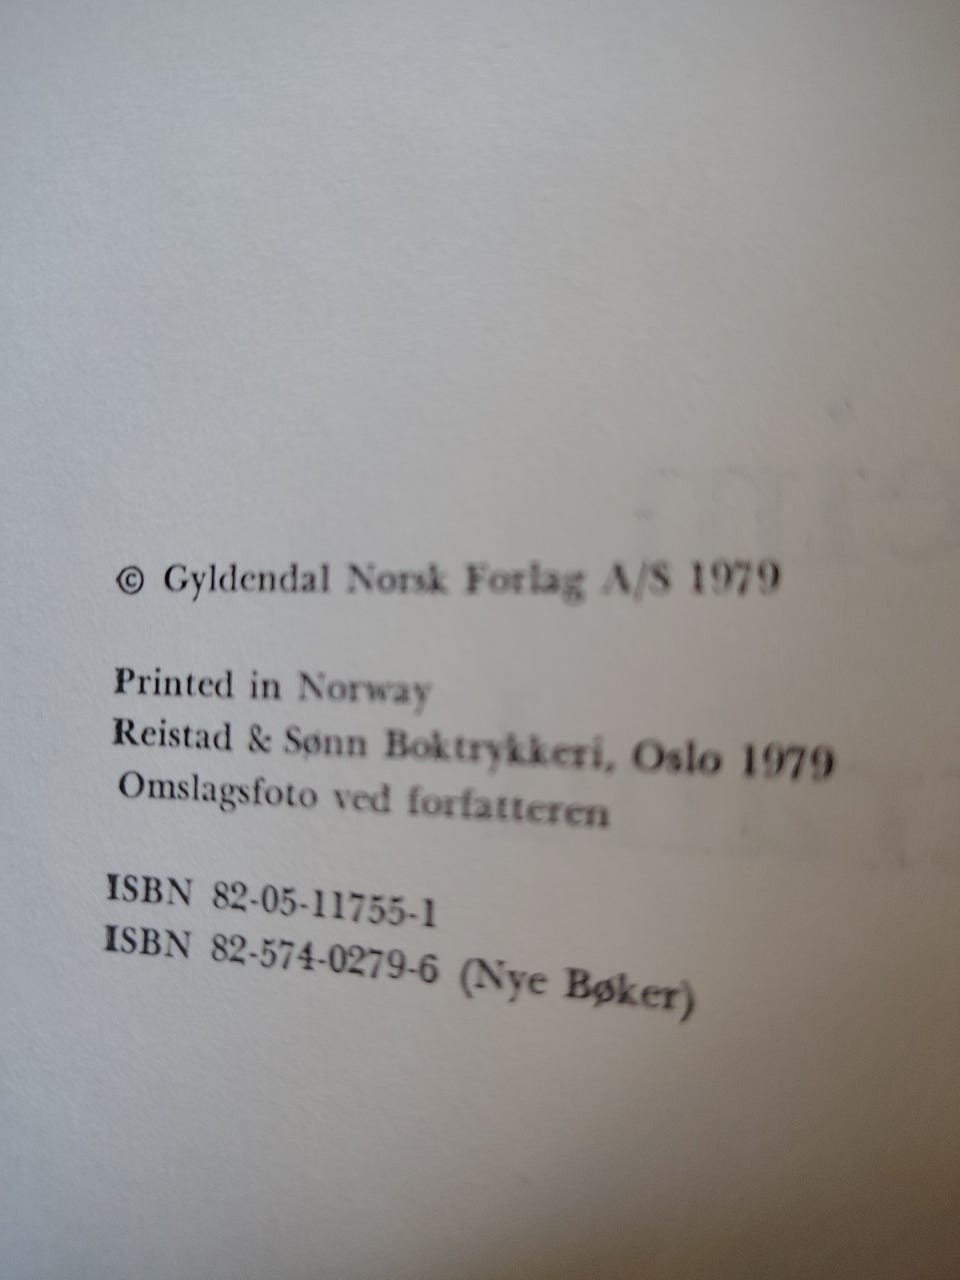 © Gyldendal Norsk Forlag A/S 1979
Printed in Norway
Reistad & Sønn Boktrykkeri, Oslo 1979
Omslagsfoto ved forfatteren
ISBN 82-05-11755-1
ISBN 82-574-0279-6 (Nye Bøker)